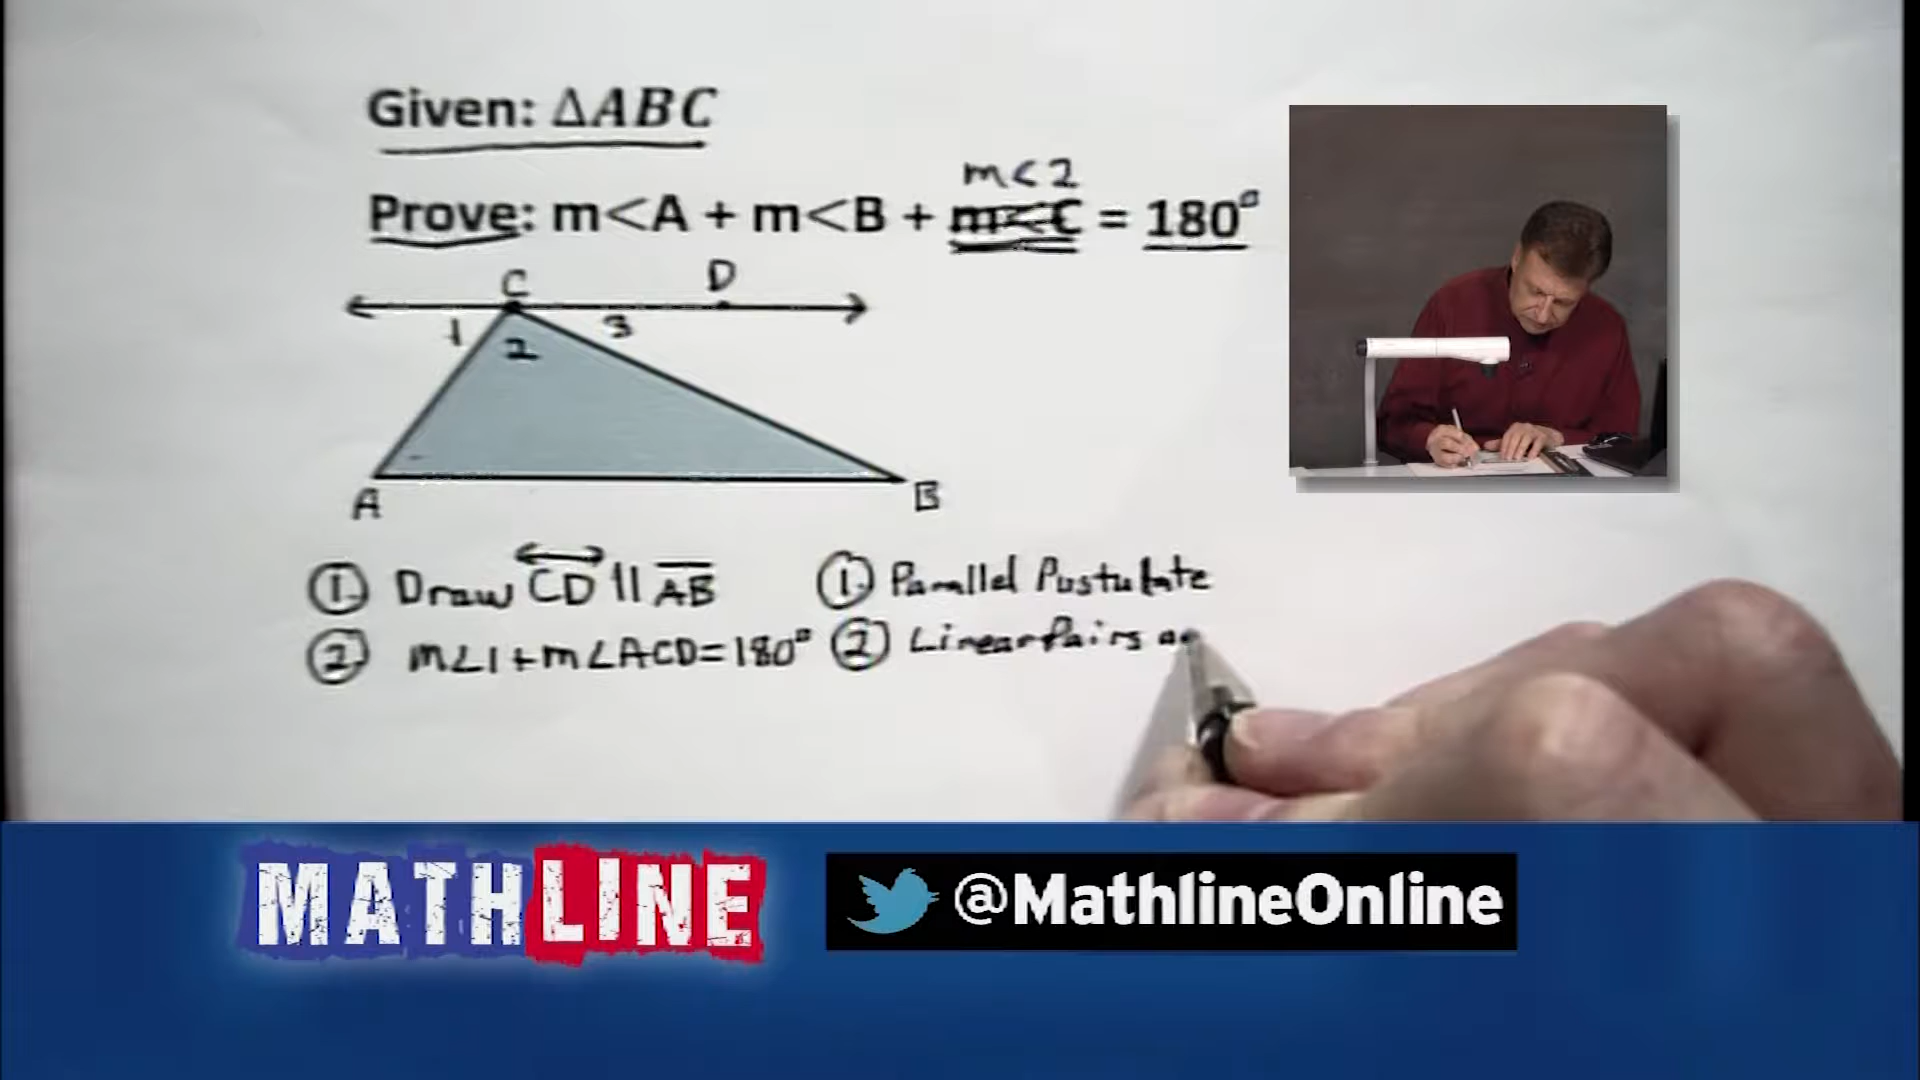 Given: ΔABC
m<2
Prove: m<A + m<B + m<C = 180°
C D
1 2 3
A B
① Draw CD || AB ① Parallel Postulate
② m∠1+m∠ACD=180° ② Linear Pairs a
MATHLINE
@MathlineOnline